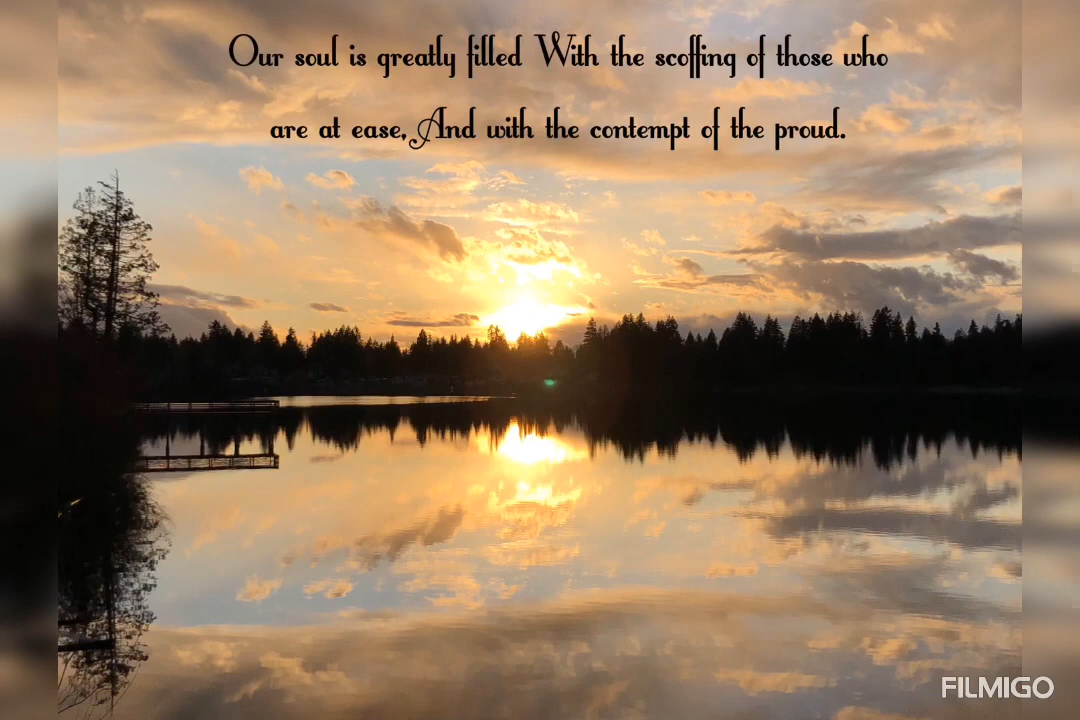 Our soul is greatly filled With the scoffing of those who
are at ease, And with the contempt of the proud.
FILMIGO